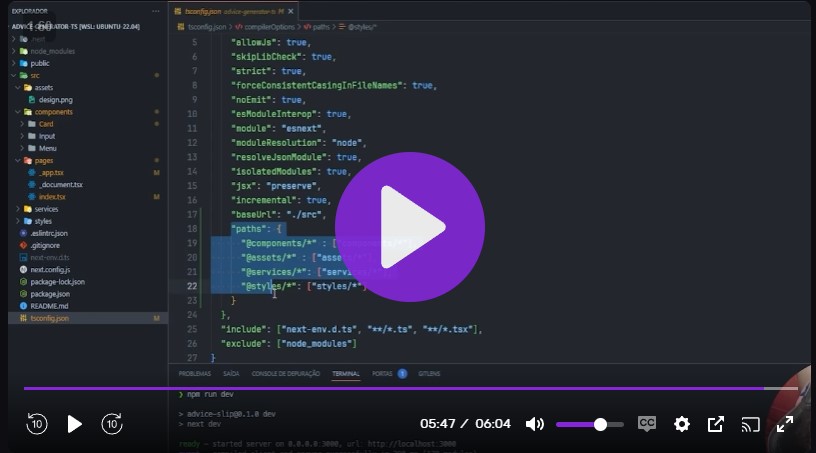 EXPLORADOR
tsconfig.json advice-generator-ts M
ADVICE-GENERATOR-TS [WSL: UBUNTU-22.04]
tsconfig.json > compilerOptions > paths > @styles/*
.next
node_modules
public
src
assets
design.png
components
Card
Input
Menu
pages
_app.tsx M
_document.tsx
index.tsx M
services
styles
.eslintrc.json
.gitignore
next-env.d.ts
next.config.js
package-lock.json
package.json
README.md
tsconfig.json M
5 "allowJs": true,
6 "skipLibCheck": true,
7 "strict": true,
8 "forceConsistentCasingInFileNames": true,
9 "noEmit": true,
10 "esModuleInterop": true,
11 "module": "esnext",
12 "moduleResolution": "node",
13 "resolveJsonModule": true,
14 "isolatedModules": true,
15 "jsx": "preserve",
16 "incremental": true,
17 "baseUrl": "./src",
18 "paths": {
19 "@components/*" : [
20 "@assets/*" : ["assets/*"],
21 "@services/*": ["services
22 "@styles/*": ["styles/*"]
23 }
24 },
25 "include": ["next-env.d.ts", "**/*.ts", "**/*.tsx"],
26 "exclude": ["node_modules"]
27 }
PROBLEMAS SAÍDA CONSOLE DE DEPURAÇÃO TERMINAL PORTAS 1 GITLENS
❯ npm run dev
> advice-slip@0.1.0 dev
> next dev
ready - started server on 0.0.0.0:3000, url: http://localhost:3000
10 10 05:47 / 06:04 CC